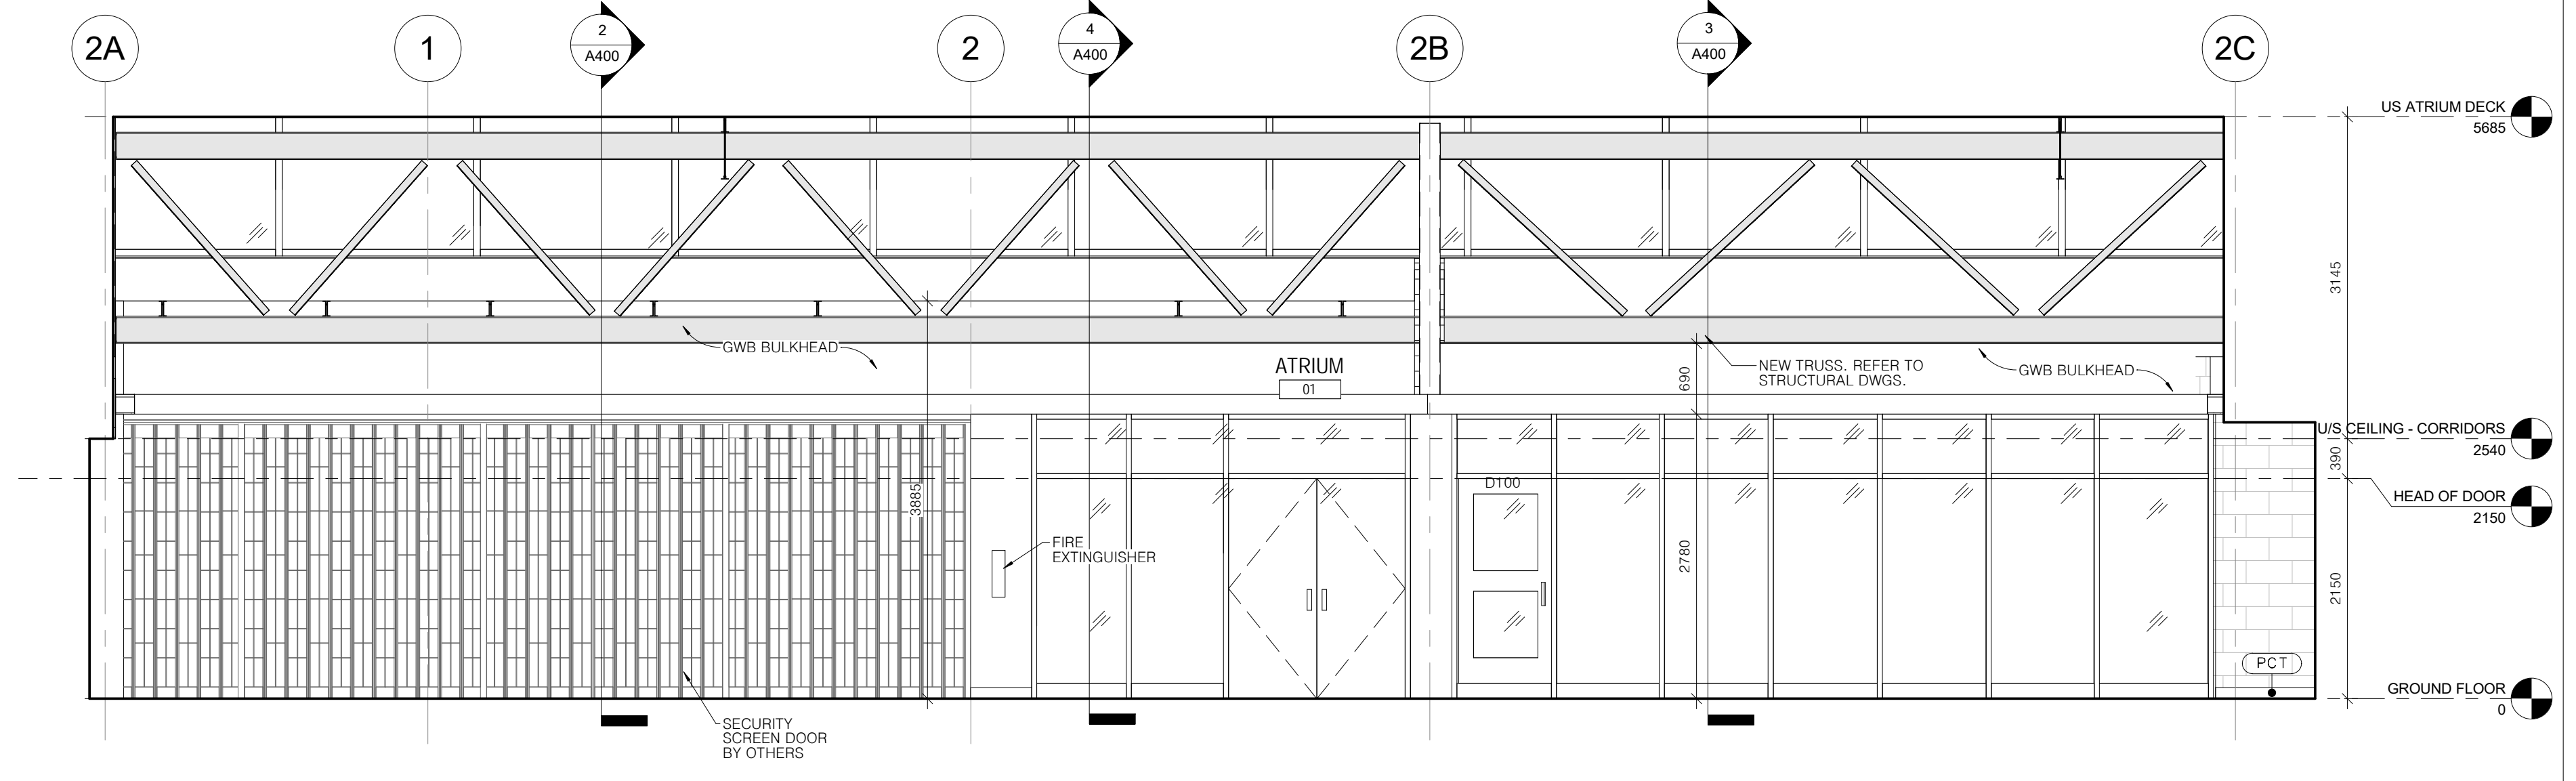 2A
1
2
A400
2
4
A400
2B
3
A400
2C
US ATRIUM DECK
5685
3145
GWB BULKHEAD
ATRIUM
01
690
NEW TRUSS. REFER TO
STRUCTURAL DWGS.
GWB BULKHEAD
U/S CEILING - CORRIDORS
2540
390
3885
D100
HEAD OF DOOR
2150
FIRE
EXTINGUISHER
2780
2150
PCT
GROUND FLOOR
0
SECURITY
SCREEN DOOR
BY OTHERS